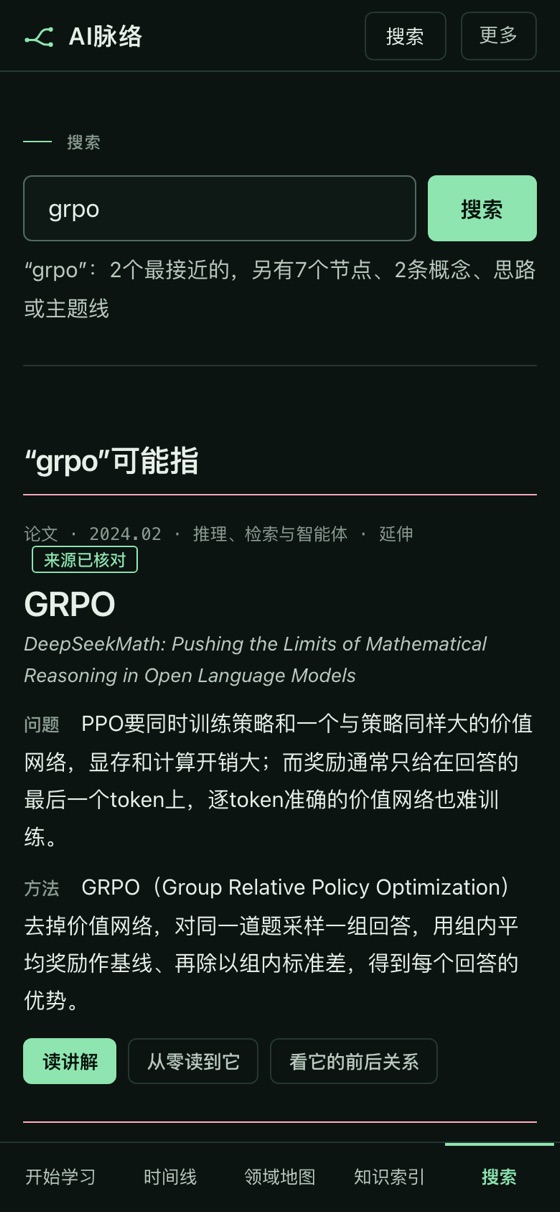 AI脉络
搜索
更多
搜索
grpo
搜索
“grpo”：2个最接近的，另有7个节点、2条概念、思路
或主题线
“grpo”可能指
论文 · 2024.02 · 推理、检索与智能体 · 延伸
来源已核对
GRPO
DeepSeekMath: Pushing the Limits of Mathematical
Reasoning in Open Language Models
问题 PPO要同时训练策略和一个与策略同样大的价值
网络，显存和计算开销大；而奖励通常只给在回答的
最后一个token上，逐token准确的价值网络也难训
练。
方法 GRPO（Group Relative Policy Optimization）
去掉价值网络，对同一道题采样一组回答，用组内平
均奖励作基线、再除以组内标准差，得到每个回答的
优势。
读讲解
从零读到它
看它的前后关系
开始学习
时间线
领域地图
知识索引
搜索